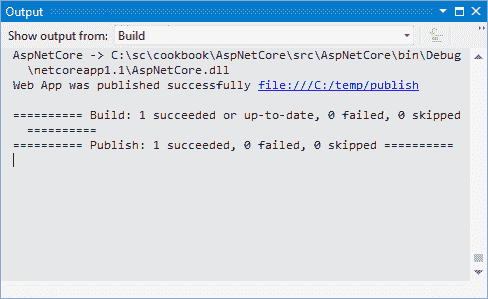 Output
Show output from: Build
AspNetCore -> C:\sc\cookbook\AspNetCore\src\AspNetCore\bin\Debug
\netcoreapp1.1\AspNetCore.dll
Web App was published successfully file:///C:/temp/publish
========== Build: 1 succeeded or up-to-date, 0 failed, 0 skipped
==========
========== Publish: 1 succeeded, 0 failed, 0 skipped ==========